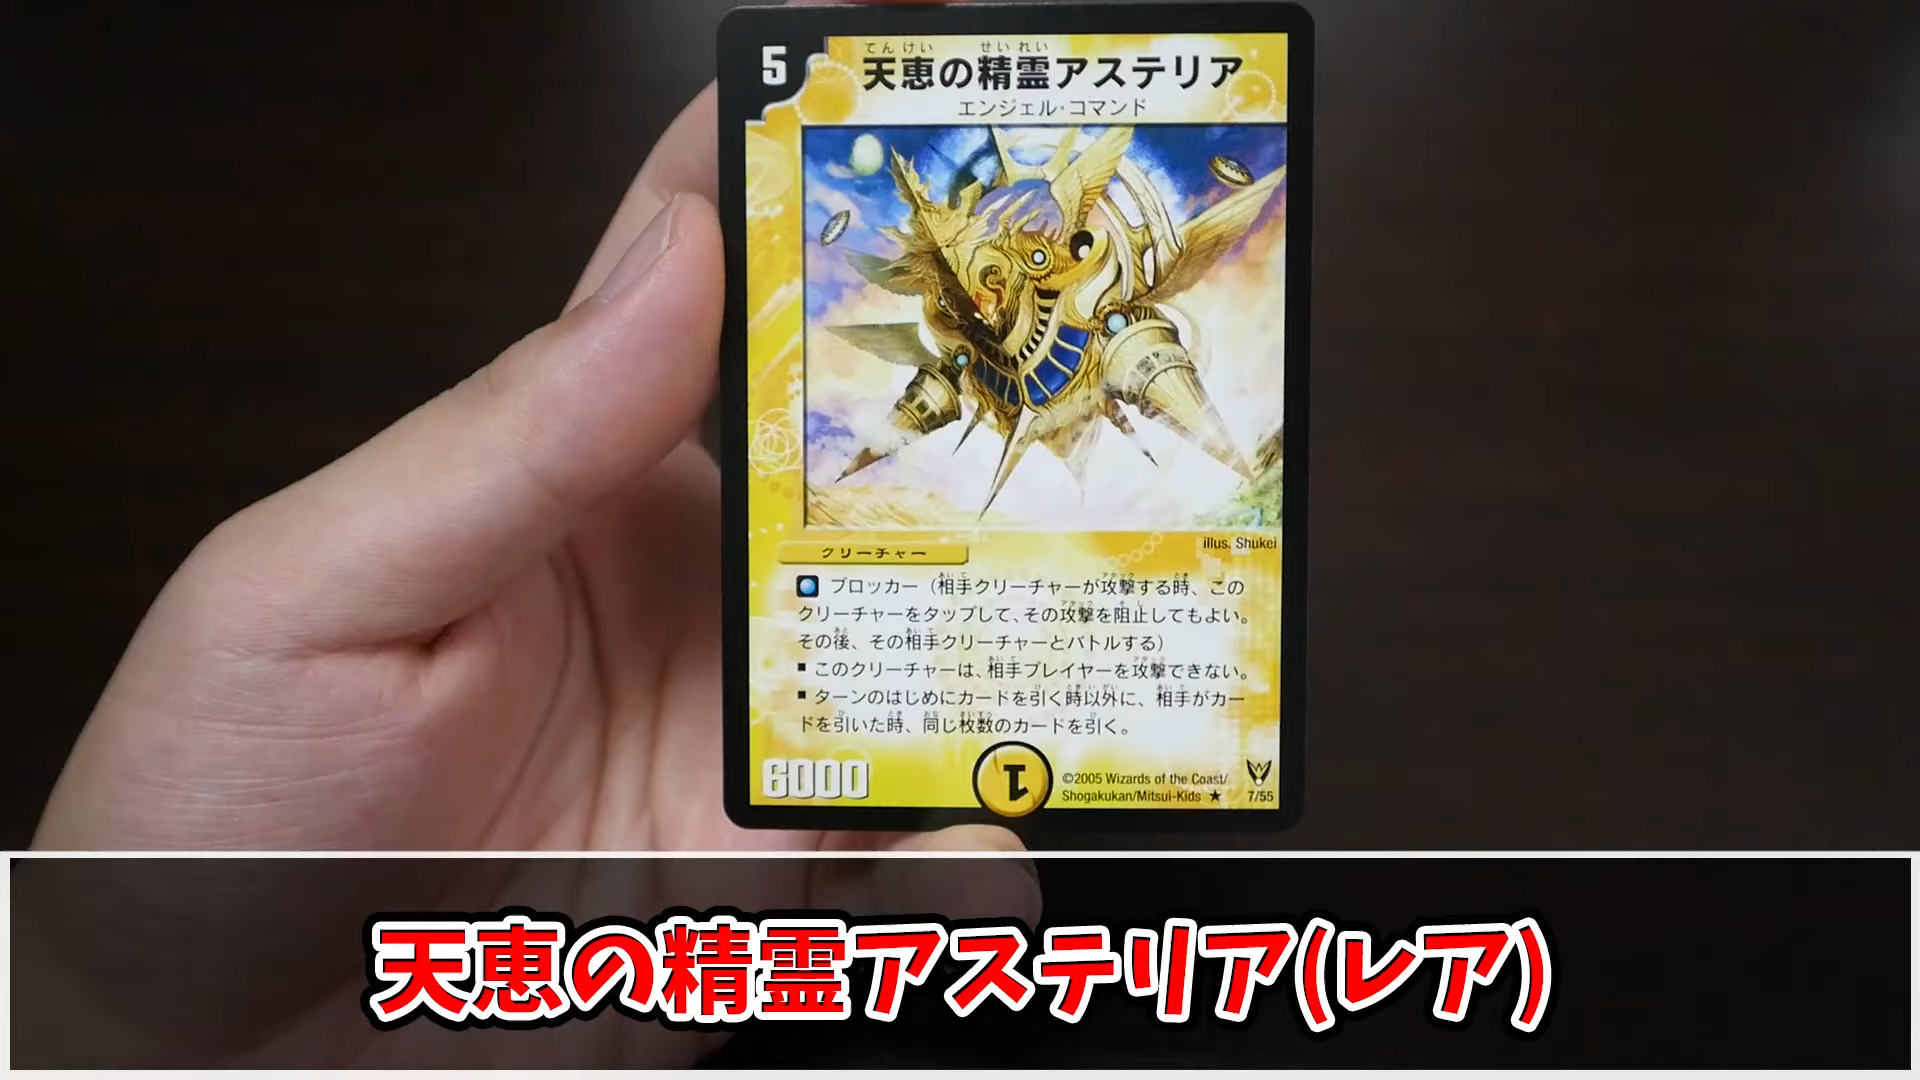 5
てんけい せいれい
天恵の精霊アステリア
エンジェル・コマンド
illus. Shukei
クリーチャー
ブロッカー（相手クリーチャーが攻撃する時、この
クリーチャーをタップして、その攻撃を阻止してもよい。
その後、その相手クリーチャーとバトルする）
■ このクリーチャーは、相手プレイヤーを攻撃できない。
■ ターンのはじめにカードを引く時以外に、相手がカー
ドを引いた時、同じ枚数のカードを引く。
6000
1
©2005 Wizards of the Coast/
Shogakukan/Mitsui-Kids ★ 7/55
天恵の精霊アステリア(レア)